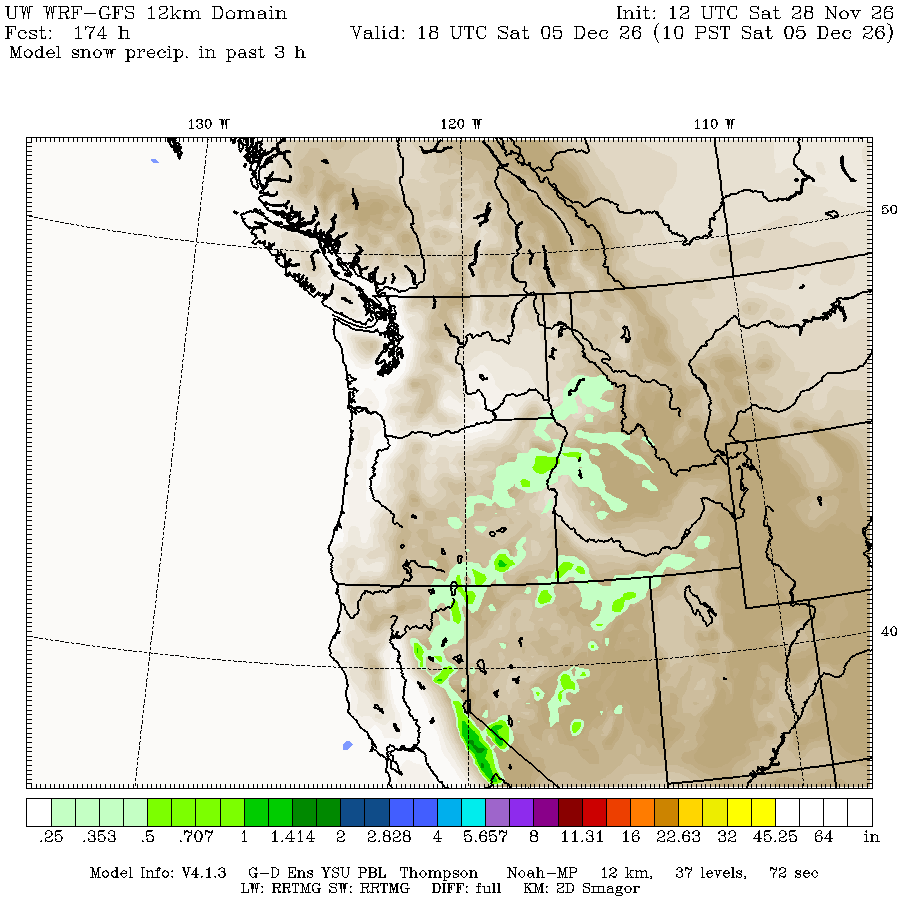 UW WRF-GFS 12km Domain Init: 12 UTC Sat 28 Nov 26
Fcst: 174 h Valid: 18 UTC Sat 05 Dec 26 (10 PST Sat 05 Dec 26)
Model snow precip. in past 3 h
130 W 120 W 110 W
50
40
.25 .353 .5 .707 1 1.414 2 2.828 4 5.657 8 11.31 16 22.63 32 45.25 64 in
Model Info: V4.1.3 G-D Ens YSU PBL Thompson Noah-MP 12 km, 37 levels, 72 sec
LW: RRTMG SW: RRTMG DIFF: full KM: 2D Smagor